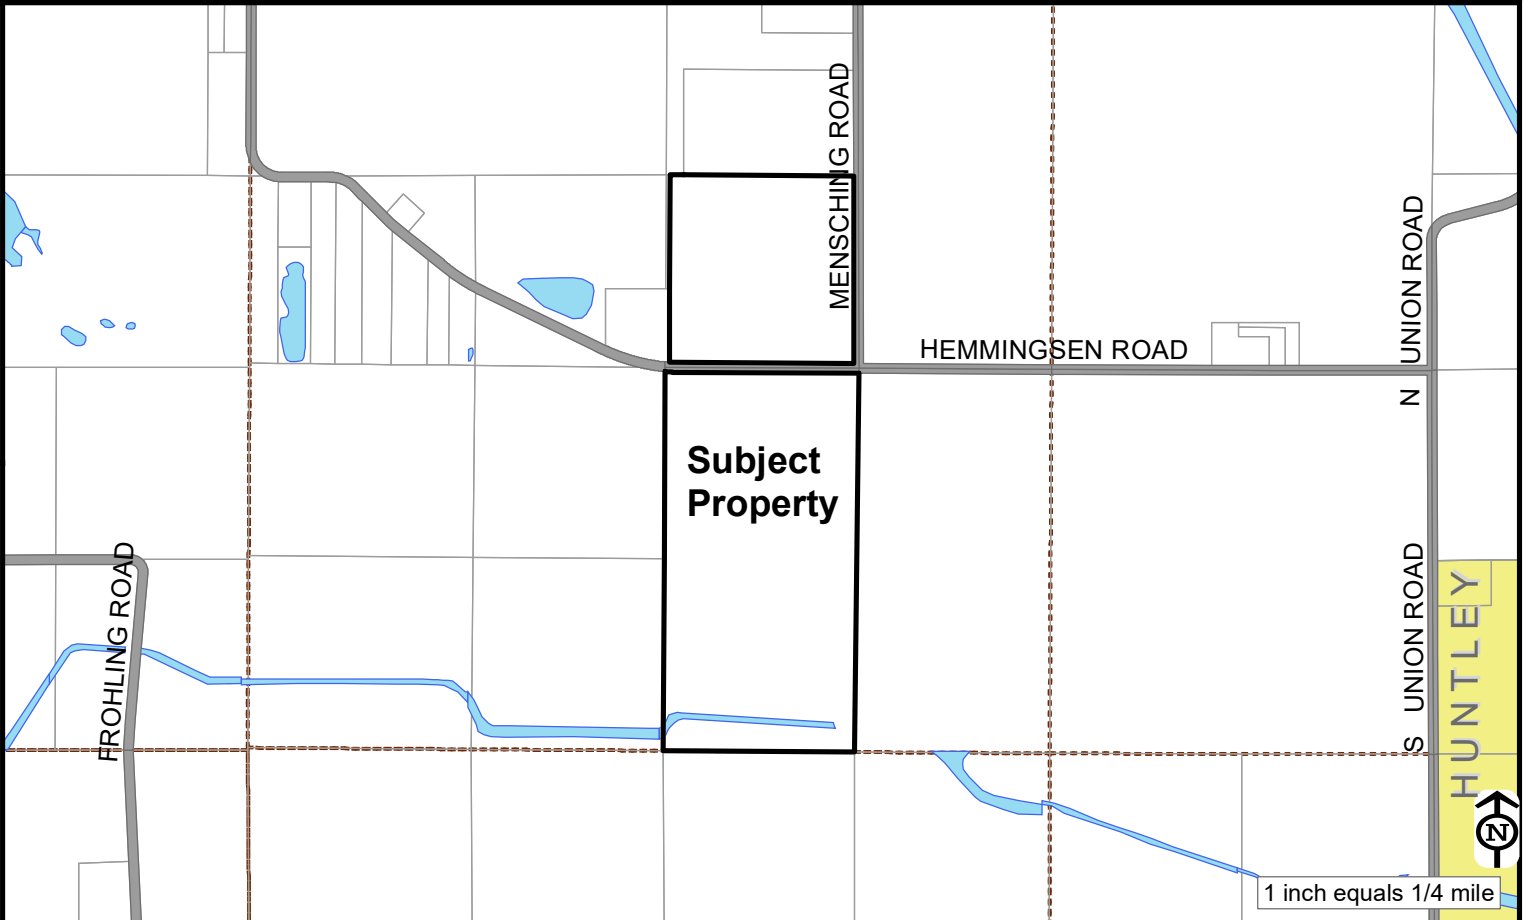 MENSCHING ROAD
N UNION ROAD
HEMMINGSEN ROAD
Subject
Property
FROHLING ROAD
S UNION ROAD
HUNTLEY
N
1 inch equals 1/4 mile